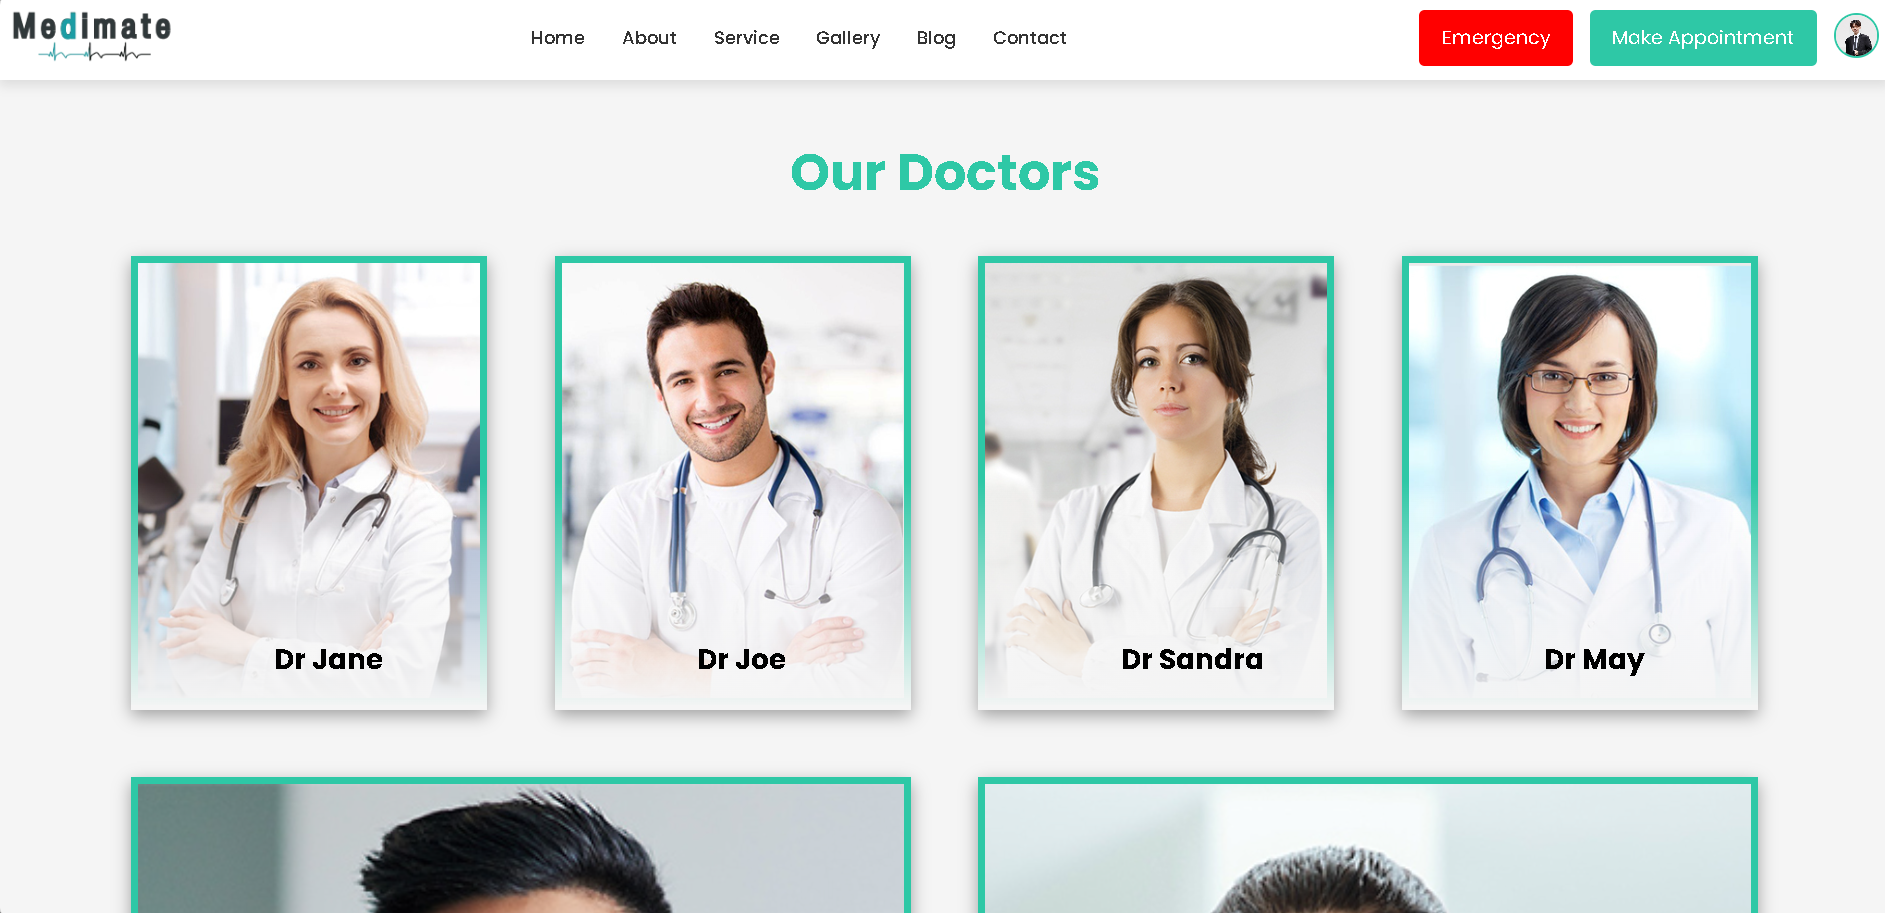 Medimate
Home About Service Gallery Blog Contact
Emergency
Make Appointment
Our Doctors
Dr Jane
Dr Joe
Dr Sandra
Dr May